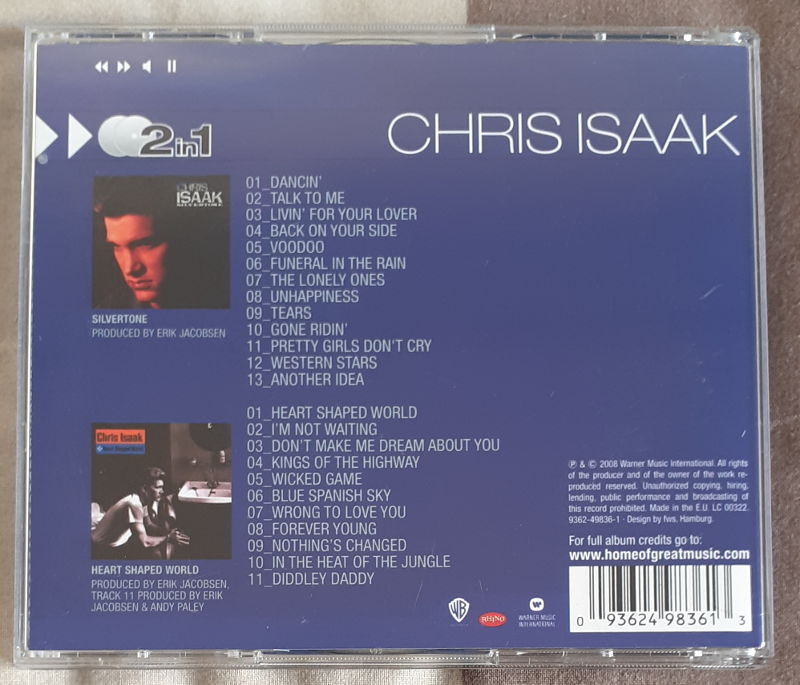 2in1
CHRIS ISAAK
CHRIS
ISAAK
SILVERTONE
01_DANCIN'
02_TALK TO ME
03_LIVIN' FOR YOUR LOVER
04_BACK ON YOUR SIDE
05_VOODOO
06_FUNERAL IN THE RAIN
07_THE LONELY ONES
08_UNHAPPINESS
09_TEARS
10_GONE RIDIN'
11_PRETTY GIRLS DON'T CRY
12_WESTERN STARS
13_ANOTHER IDEA
SILVERTONE
PRODUCED BY ERIK JACOBSEN
Chris Isaak
Heart Shaped World
01_HEART SHAPED WORLD
02_I'M NOT WAITING
03_DON'T MAKE ME DREAM ABOUT YOU
04_KINGS OF THE HIGHWAY
05_WICKED GAME
06_BLUE SPANISH SKY
07_WRONG TO LOVE YOU
08_FOREVER YOUNG
09_NOTHING'S CHANGED
10_IN THE HEAT OF THE JUNGLE
11_DIDDLEY DADDY
HEART SHAPED WORLD
PRODUCED BY ERIK JACOBSEN,
TRACK 11 PRODUCED BY ERIK
JACOBSEN & ANDY PALEY
℗ & © 2008 Warner Music International. All rights
of the producer and of the owner of the work re-
produced reserved. Unauthorized copying, hiring,
lending, public performance and broadcasting of
this record prohibited. Made in the E.U. LC 00322.
9362-49836-1 · Design by fws, Hamburg.
For full album credits go to:
www.homeofgreatmusic.com
WB
RHINO
WARNER MUSIC
INTERNATIONAL
0 93624 98361 3